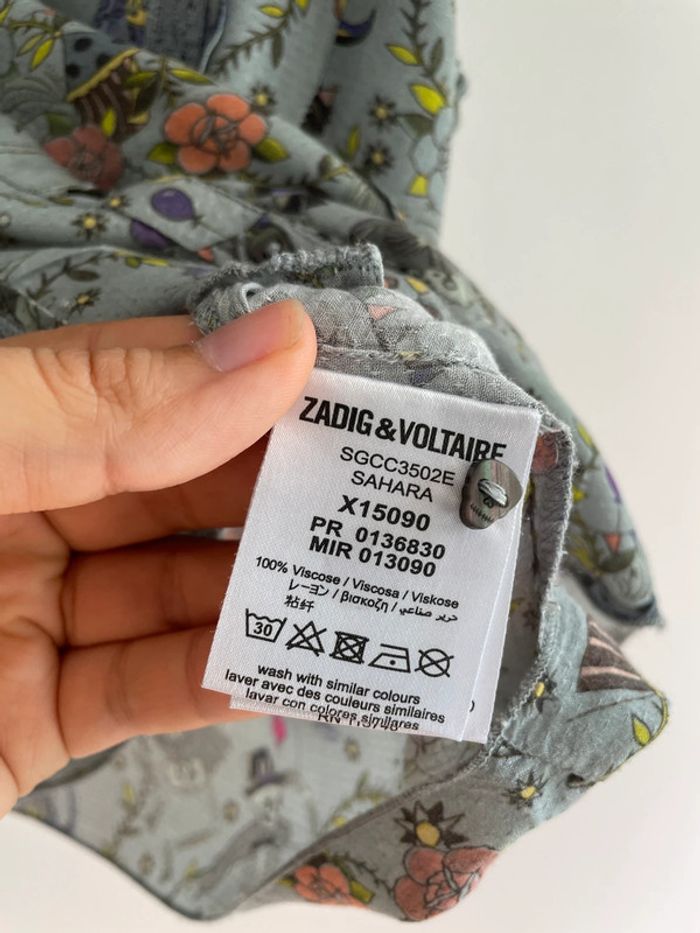 ZADIG & VOLTAIRE
SGCC3502E
SAHARA
X15090
PR 0136830
MIR 013090
100% Viscose / Viscosa / Viskose
レーヨン / βισκοζη / حرير صناعي
粘纤
30
wash with similar colours
laver avec des couleurs similaires
lavar con colores similares